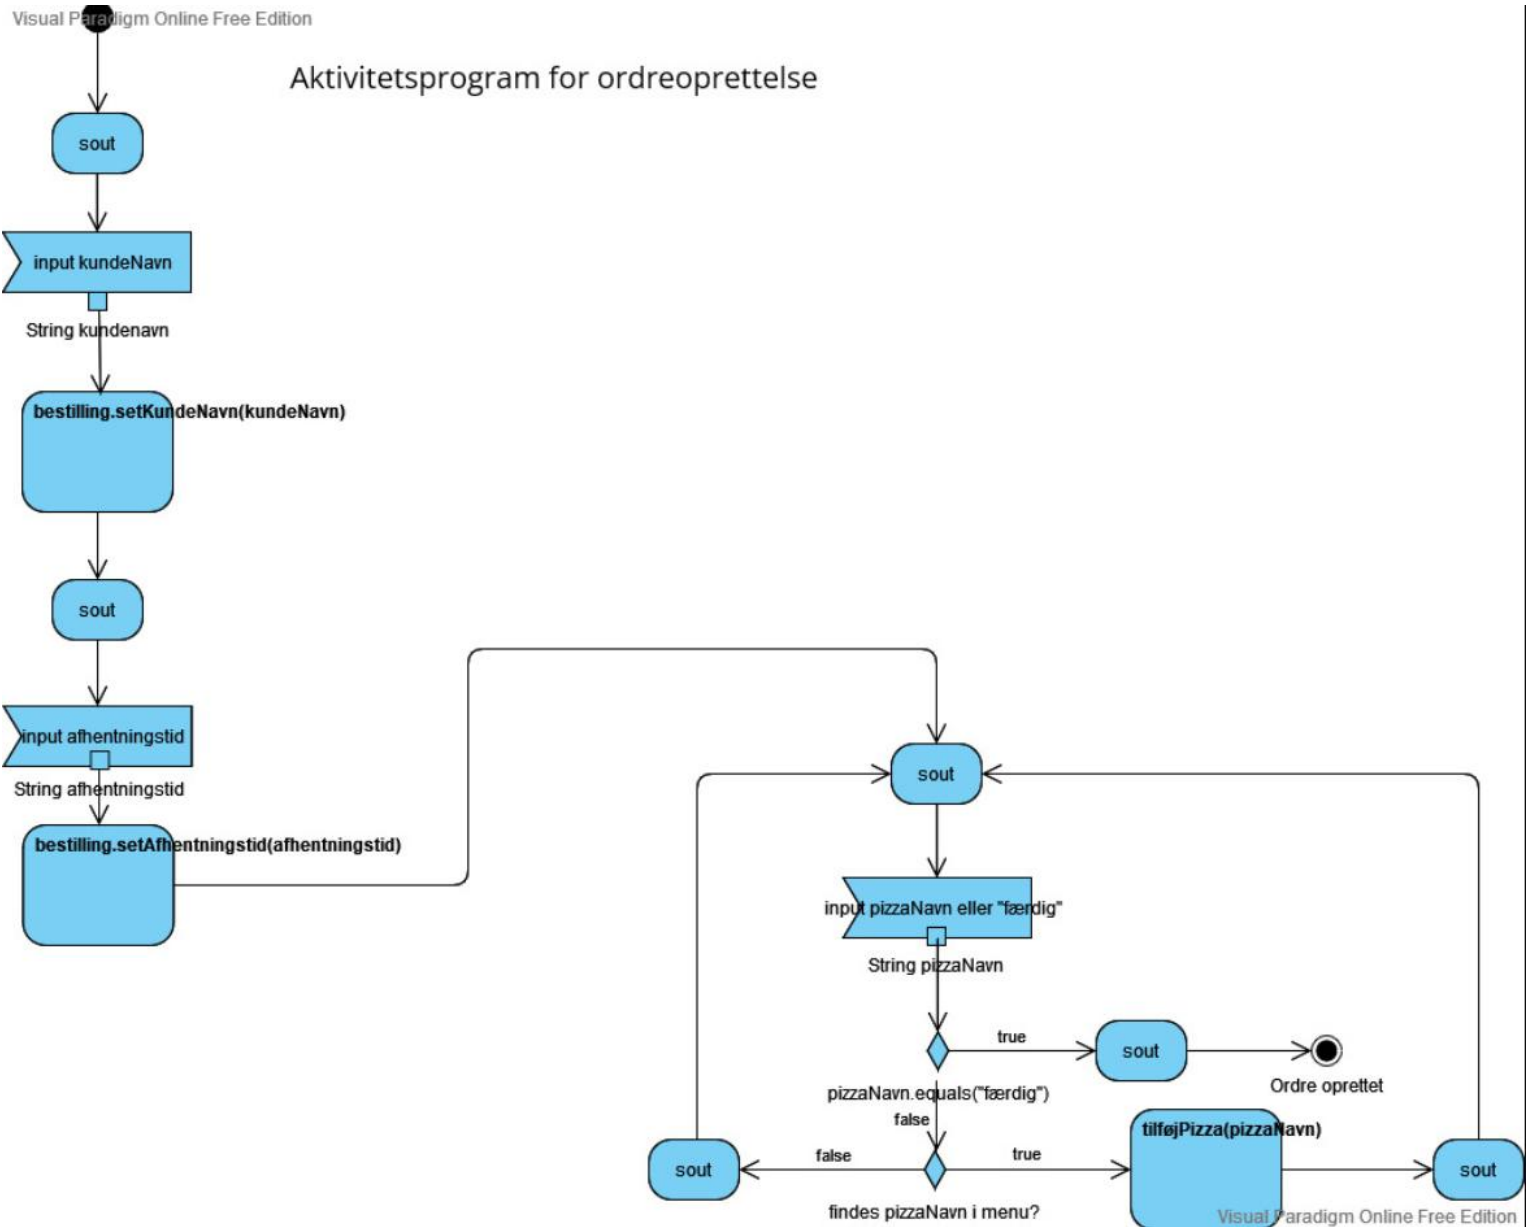 Visual Paradigm Online Free Edition
Aktivitetsprogram for ordreoprettelse
sout
input kundeNavn
String kundenavn
bestilling.setKundeNavn(kundeNavn)
sout
input afhentningstid
String afhentningstid
bestilling.setAfhentningstid(afhentningstid)
sout
input pizzaNavn eller "færdig"
String pizzaNavn
true
sout
Ordre oprettet
pizzaNavn.equals("færdig")
false
sout
false
true
tilføjPizza(pizzaNavn)
sout
findes pizzaNavn i menu?
Visual Paradigm Online Free Edition